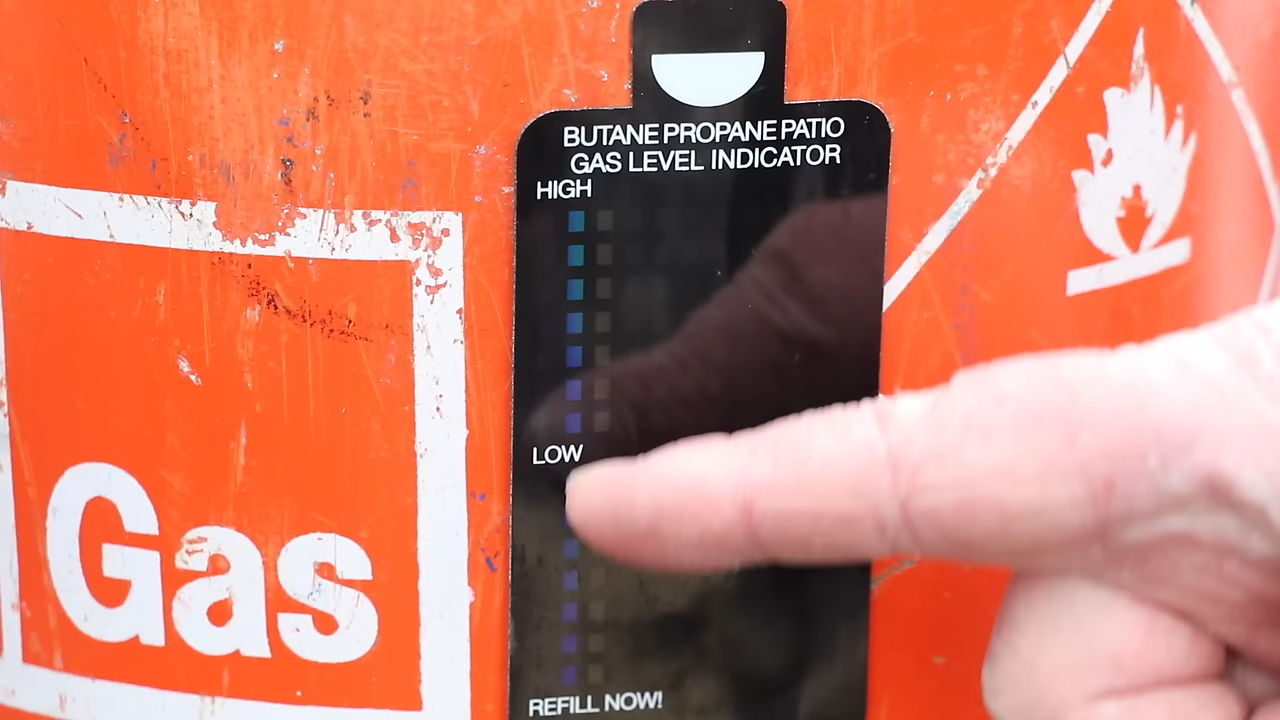 BUTANE PROPANE PATIO
GAS LEVEL INDICATOR
HIGH
LOW
REFILL NOW!
Gas